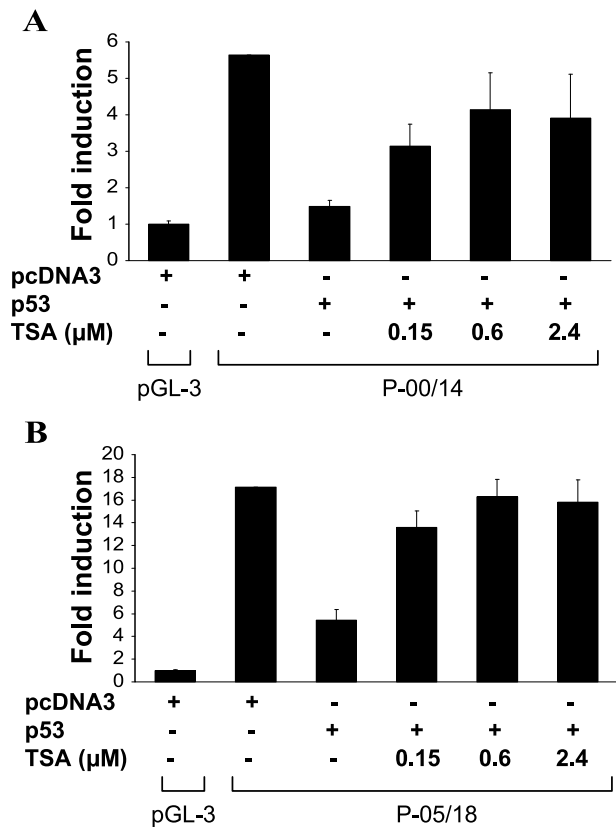 A
Fold induction
6
5
4
3
2
1
0
pcDNA3 + + - - - -
p53 - - + + + +
TSA (µM) - - - 0.15 0.6 2.4
pGL-3 P-00/14
B
Fold induction
20
18
16
14
12
10
8
6
4
2
0
pcDNA3 + + - - - -
p53 - - + + + +
TSA (µM) - - - 0.15 0.6 2.4
pGL-3 P-05/18